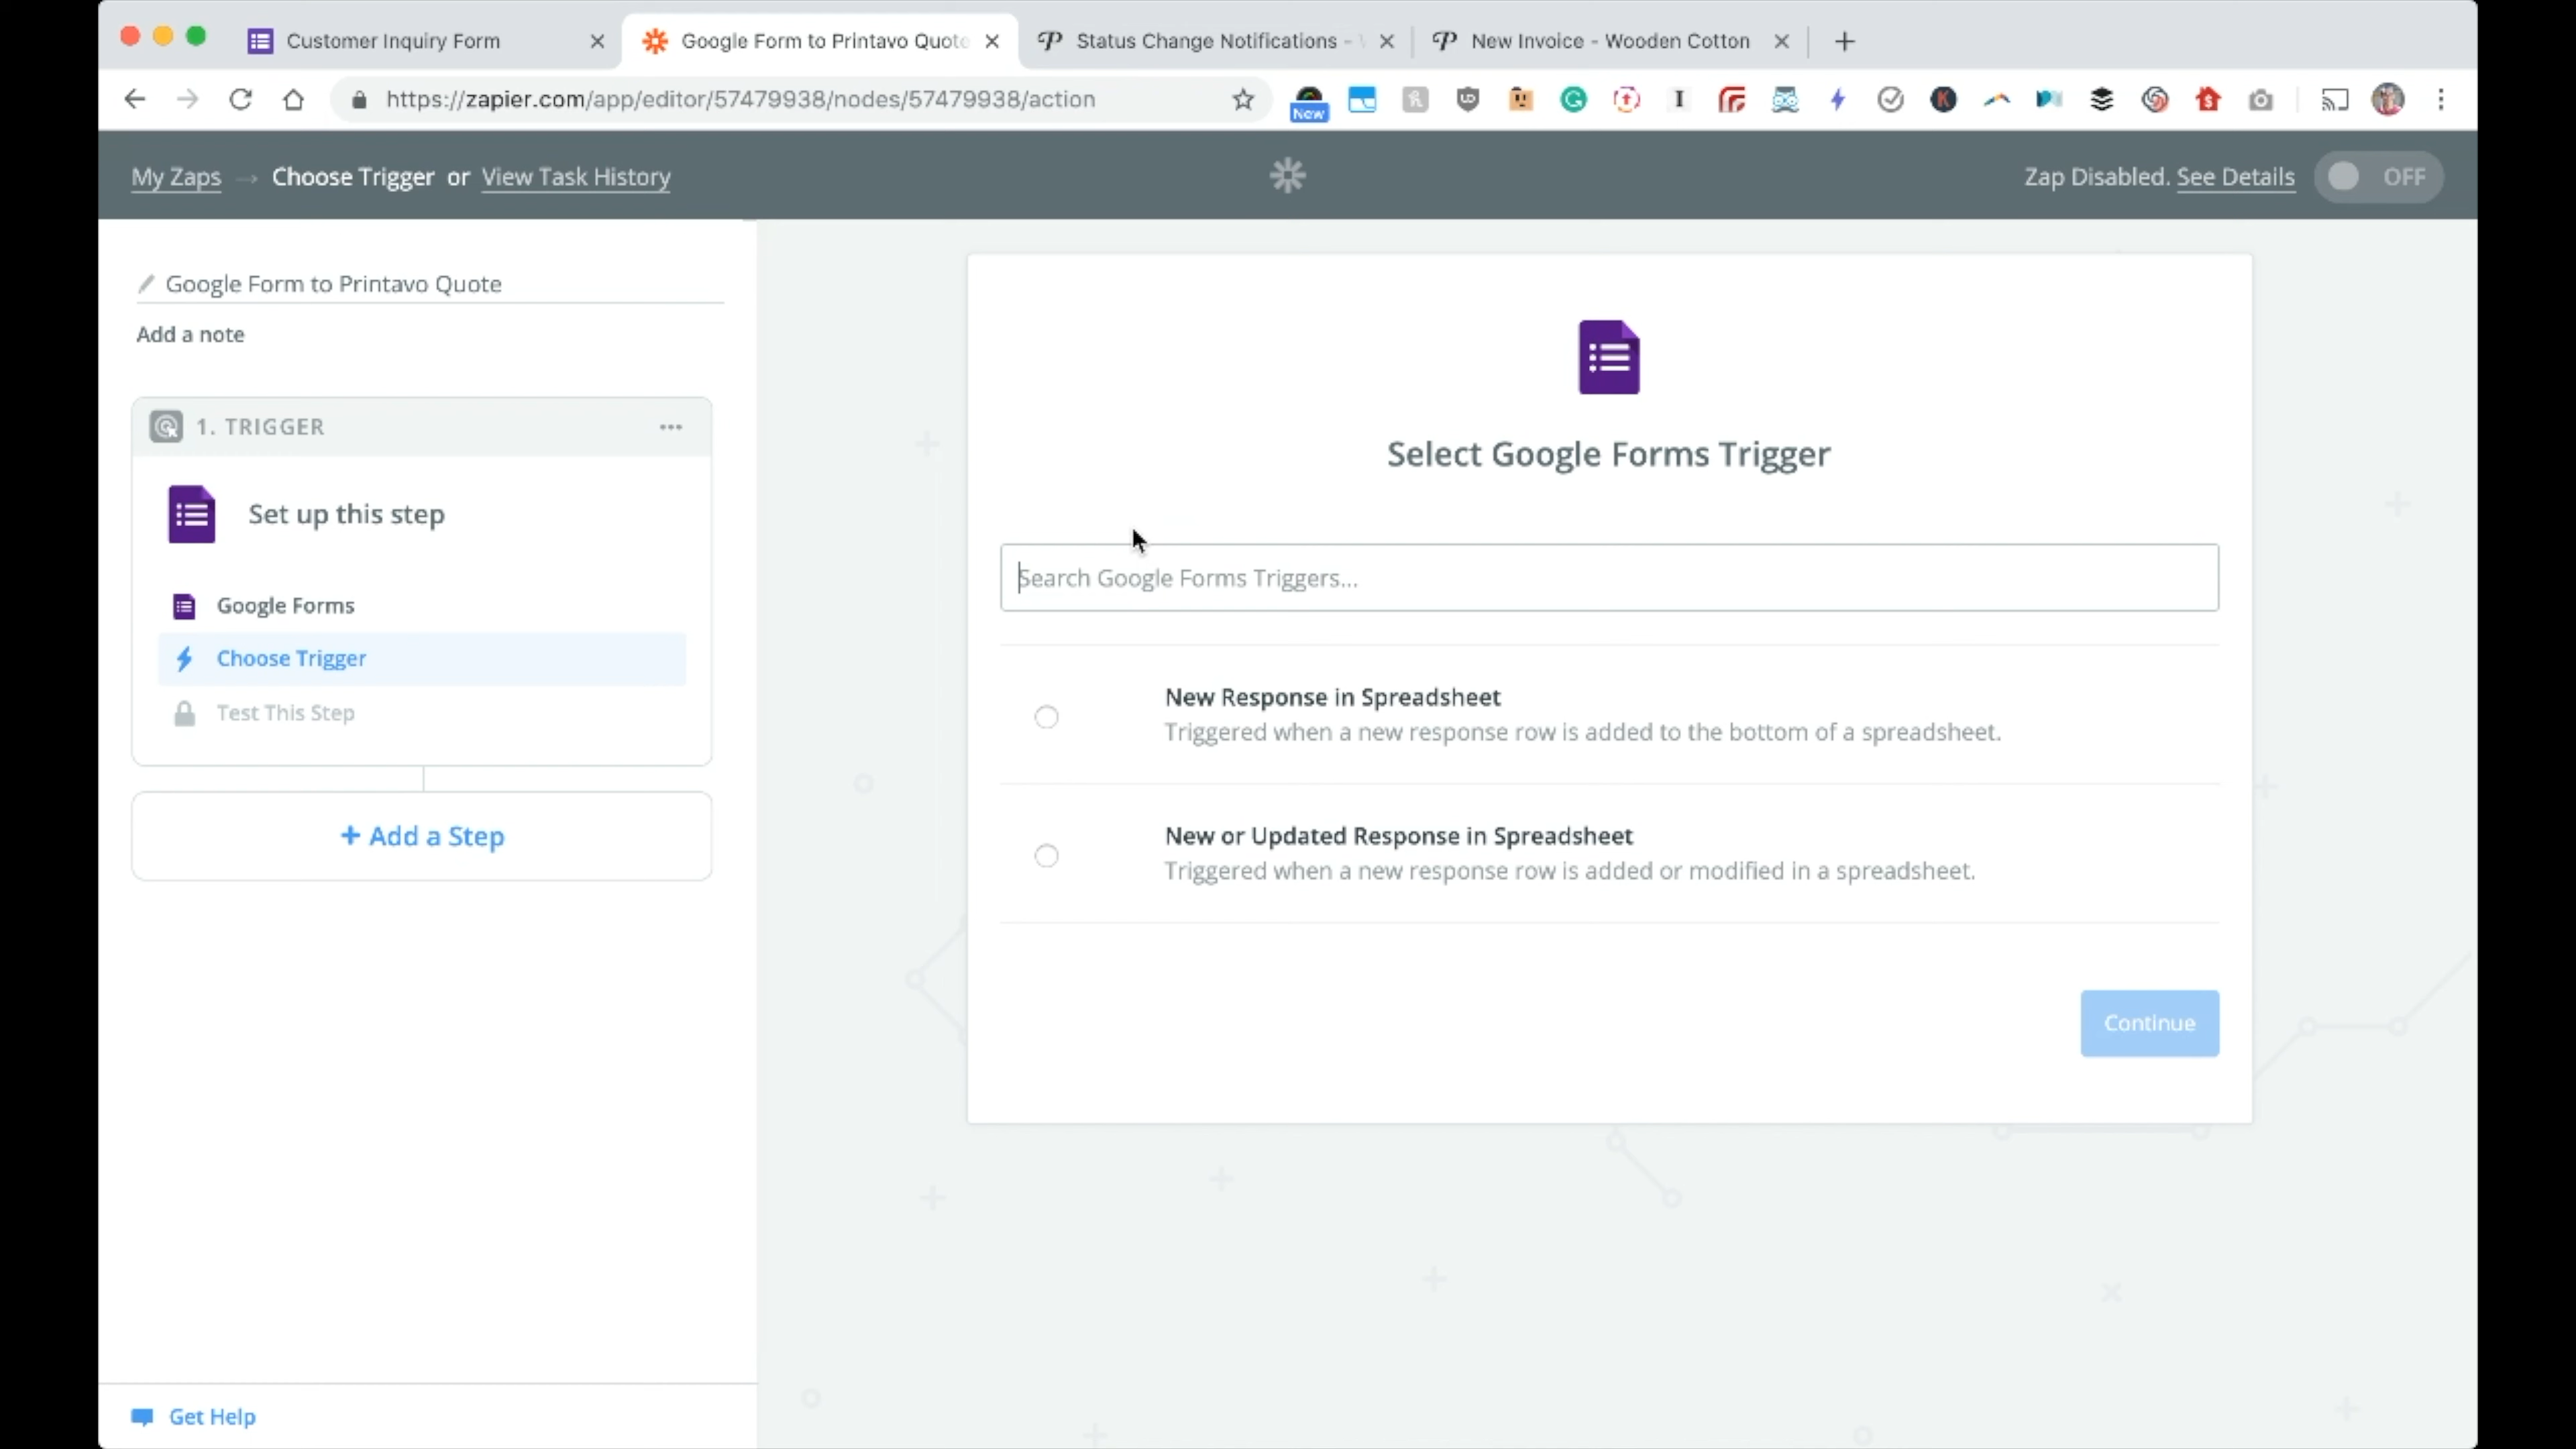 Customer Inquiry Form
Google Form to Printavo Quote
Status Change Notifications -
New Invoice - Wooden Cotton
https://zapier.com/app/editor/57479938/nodes/57479938/action
New
My Zaps → Choose Trigger or View Task History
Zap Disabled. See Details
OFF
Google Form to Printavo Quote
Add a note
1. TRIGGER
Set up this step
Google Forms
Choose Trigger
Test This Step
+ Add a Step
Get Help
Select Google Forms Trigger
Search Google Forms Triggers...
New Response in Spreadsheet
Triggered when a new response row is added to the bottom of a spreadsheet.
New or Updated Response in Spreadsheet
Triggered when a new response row is added or modified in a spreadsheet.
Continue